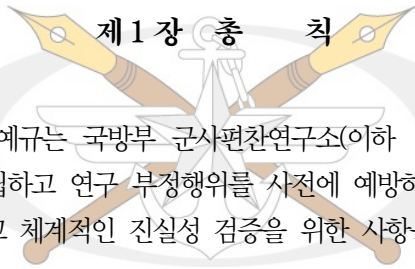 제 1 장 총 칙
예규는 국방부 군사편찬연구소(이하
립하고 연구 부정행위를 사전에 예방하
고 체계적인 진실성 검증을 위한 사항